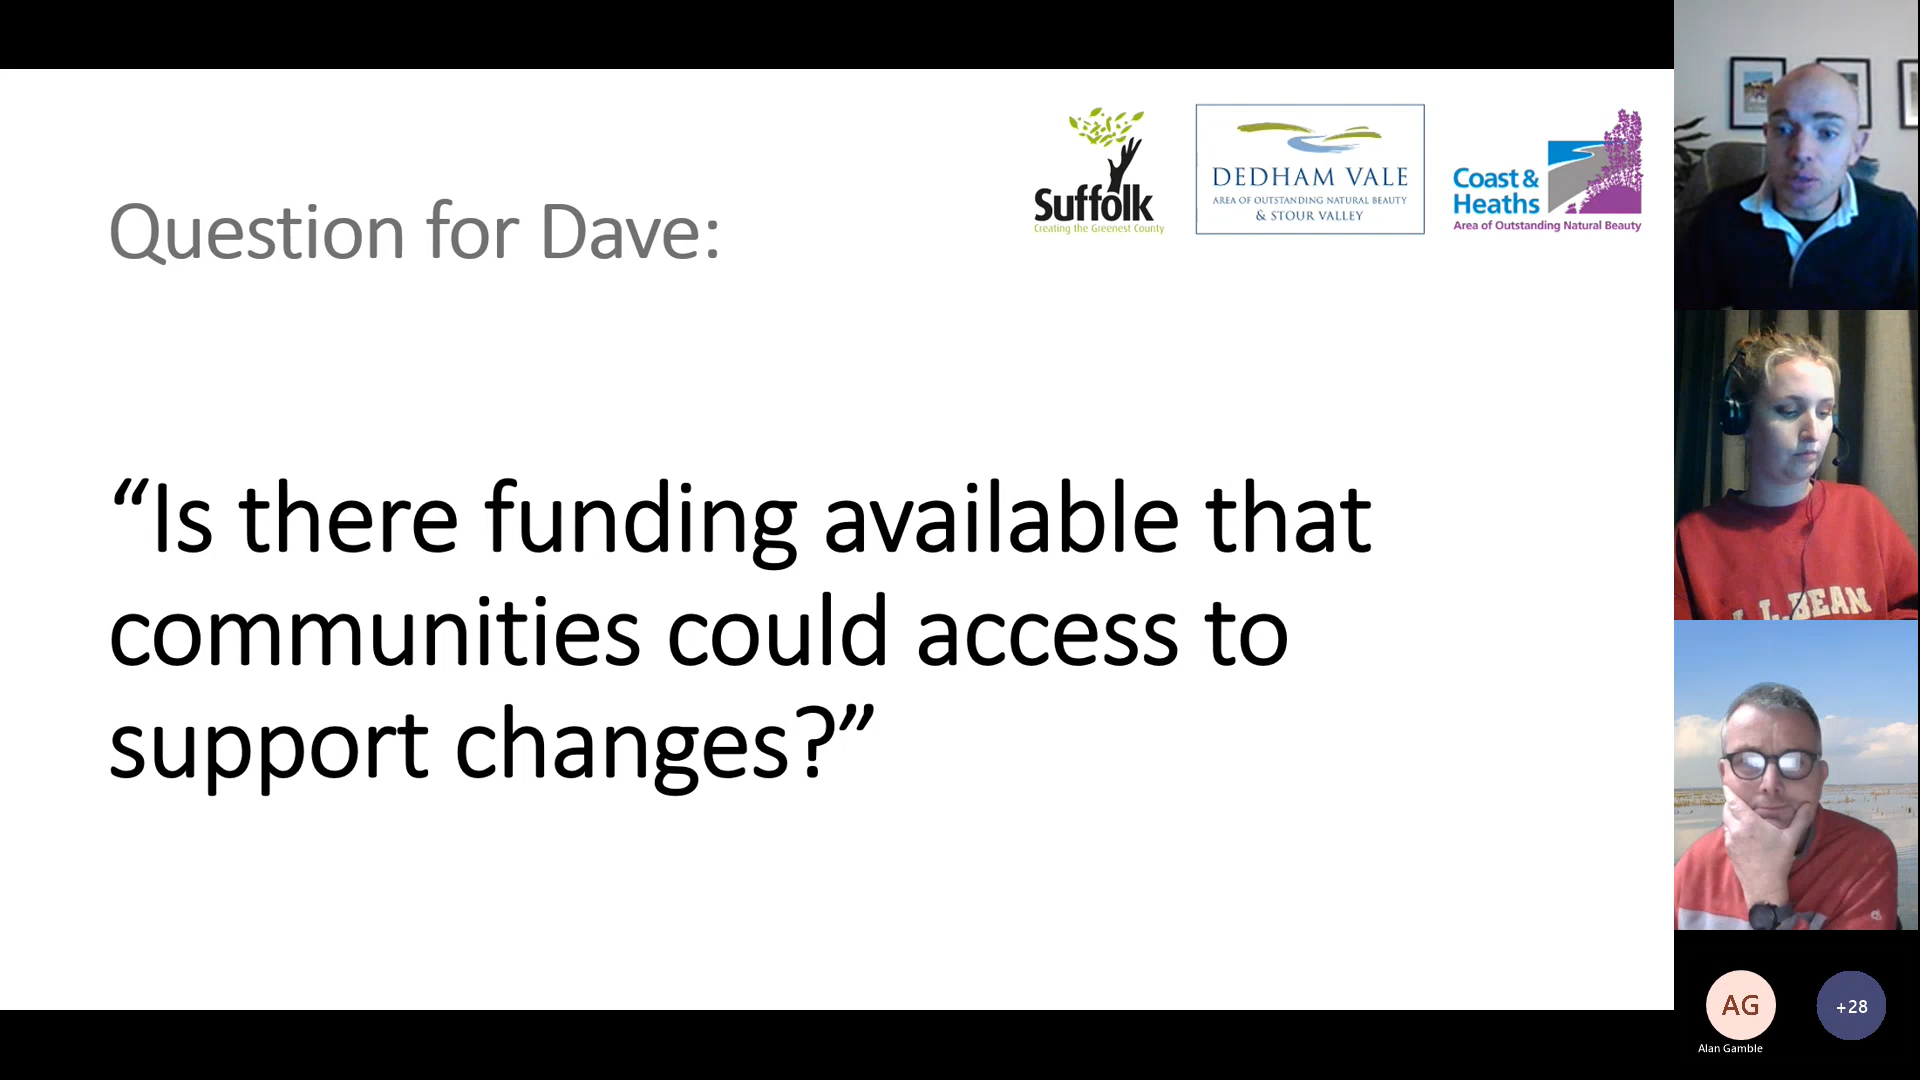 Question for Dave:
Suffolk
Creating the Greenest County
DEDHAM VALE
AREA OF OUTSTANDING NATURAL BEAUTY
& STOUR VALLEY
Coast &
Heaths
Area of Outstanding Natural Beauty
“Is there funding available that
communities could access to
support changes?”
L.L.BEAN
AG
+28
Alan Gamble